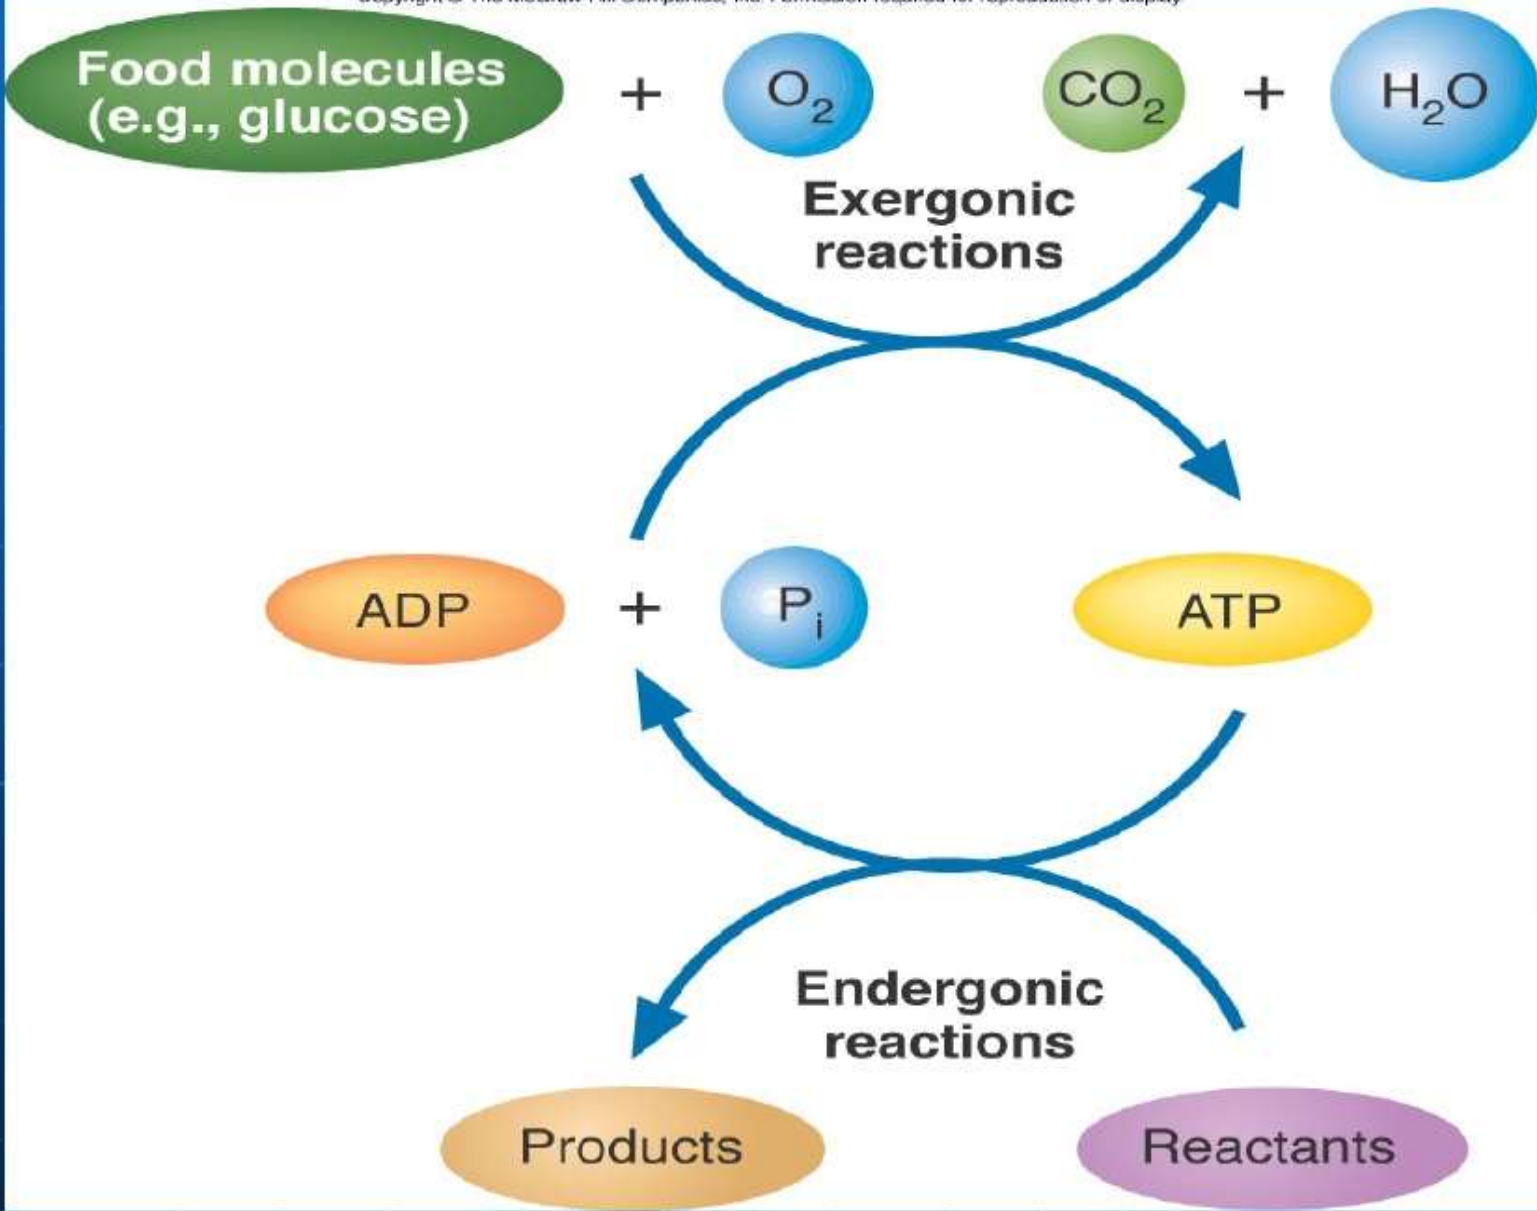 Food molecules
(e.g., glucose)
+
O2
CO2
+
H2O
Exergonic
reactions
ADP
+
Pi
ATP
Endergonic
reactions
Products
Reactants